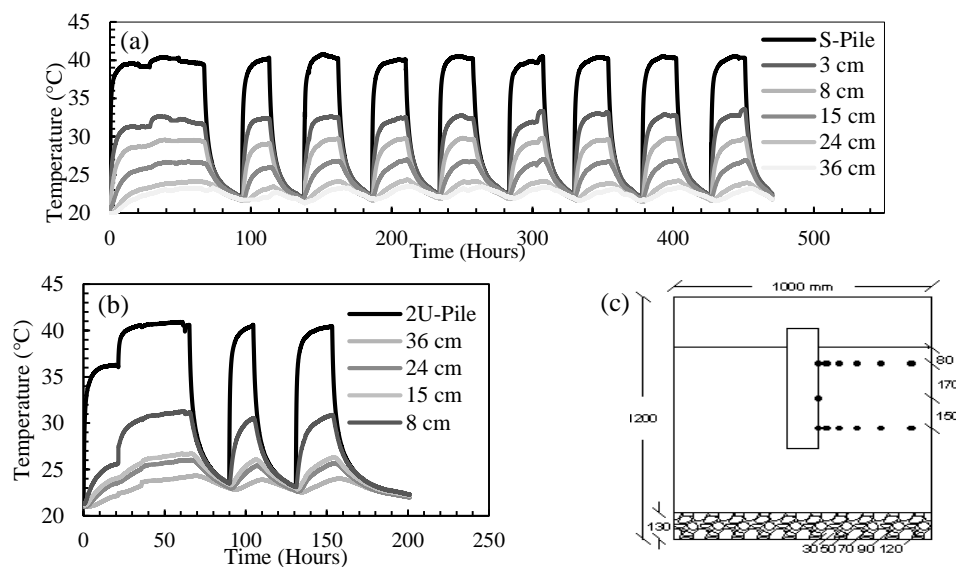 (a)
Temperature (°C)
45
40
35
30
25
20
0
100
200
300
400
500
Time (Hours)
S-Pile
3 cm
8 cm
15 cm
24 cm
36 cm
(b)
Temperature (°C)
45
40
35
30
25
20
0
50
100
150
200
250
Time (Hours)
2U-Pile
36 cm
24 cm
15 cm
8 cm
(c)
1000 mm
1200
80
170
150
130
30 50 70 90 120